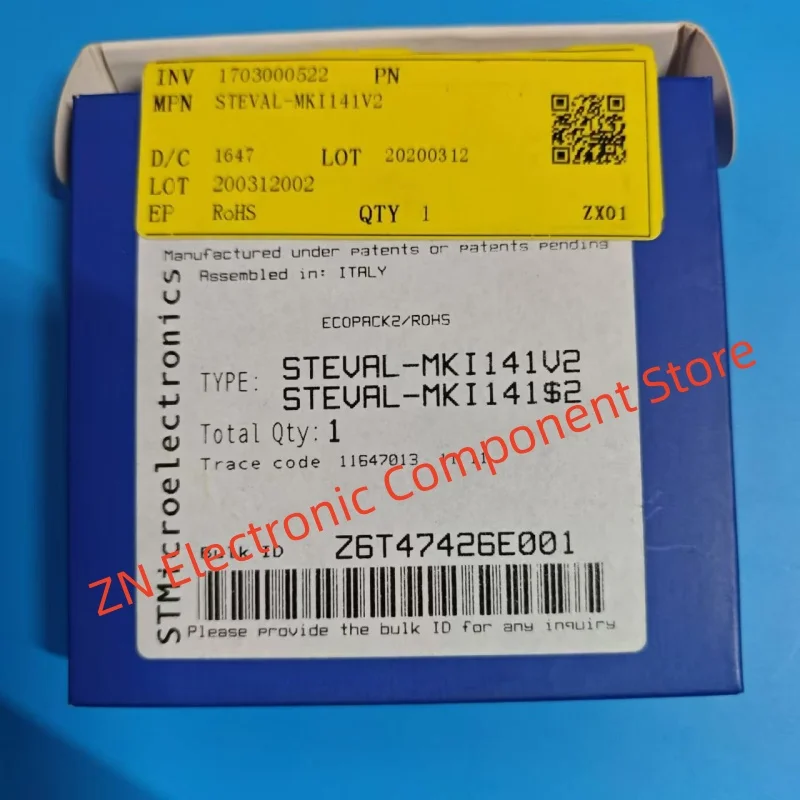 INV 1703000522 PN
MPN STEVAL-MKI141V2
D/C 1647 LOT 20200312
LOT 200312002
EP RoHS QTY 1 ZX01
Manufactured under patents or patents pending
Assembled in: ITALY
ECOPACK2/ROHS
TYPE: STEVAL-MKI141V2
STEVAL-MKI141$2
Total Qty: 1
Trace code 11647013
Bulk ID Z6T47426E001
Please provide the bulk ID for any inquiry
STMicroelectronics
ZN Electronic Component Store